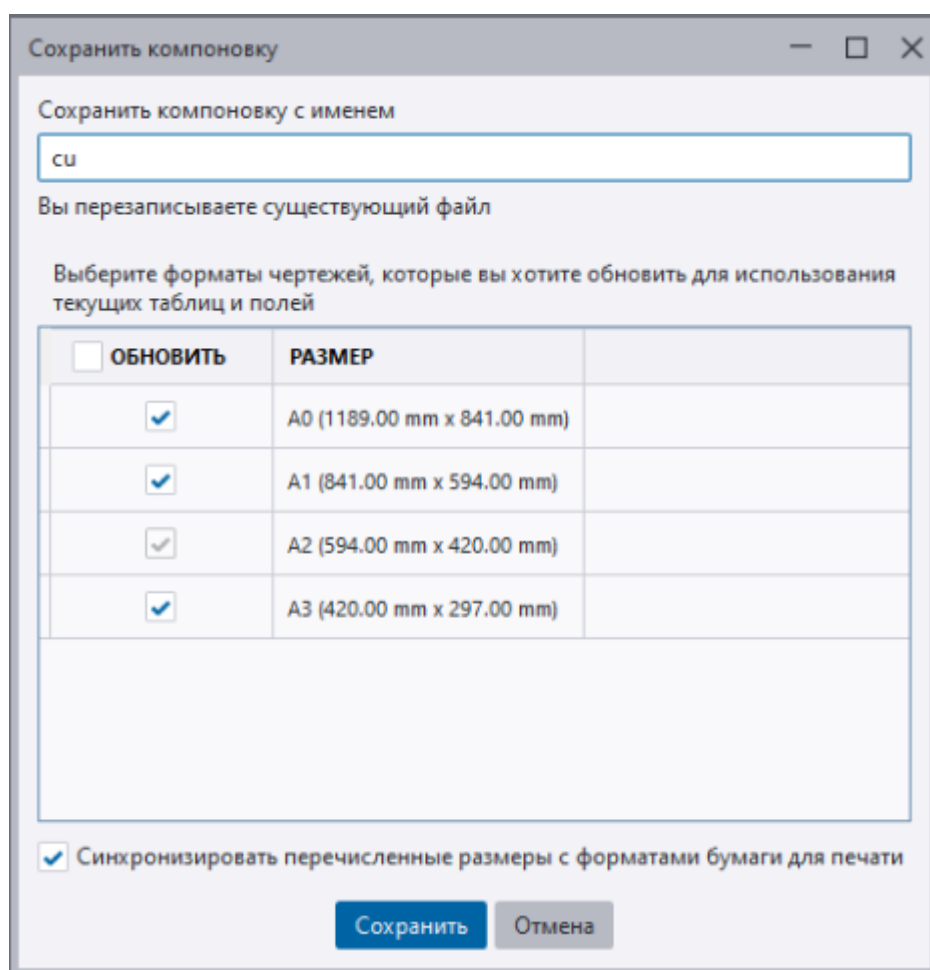 Сохранить компоновку
Сохранить компоновку с именем
cu
Вы перезаписываете существующий файл
Выберите форматы чертежей, которые вы хотите обновить для использования
текущих таблиц и полей
ОБНОВИТЬ РАЗМЕР
A0 (1189.00 mm x 841.00 mm)
A1 (841.00 mm x 594.00 mm)
A2 (594.00 mm x 420.00 mm)
A3 (420.00 mm x 297.00 mm)
Синхронизировать перечисленные размеры с форматами бумаги для печати
Сохранить Отмена